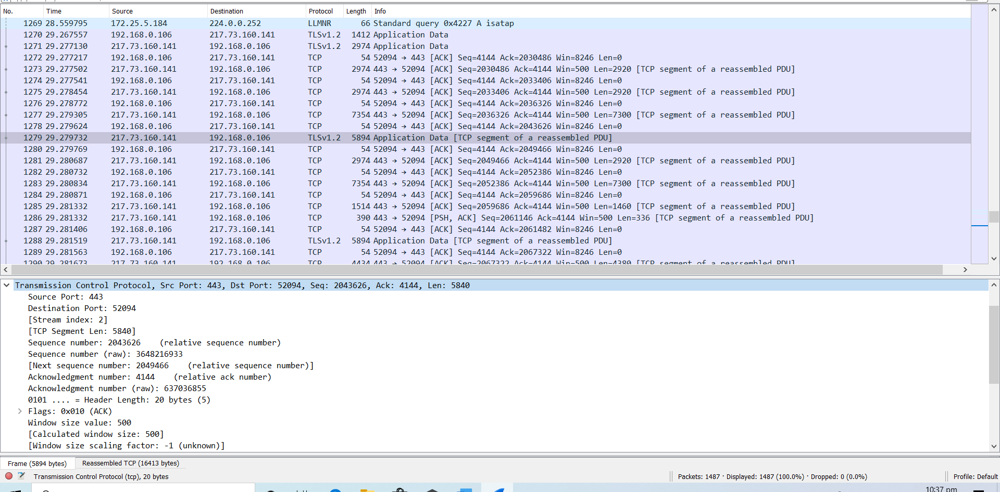 No. Time Source Destination Protocol Length Info
1269 28.559795 172.25.5.184 224.0.0.252 LLMNR 66 Standard query 0x4227 A isatap
1270 29.267557 192.168.0.106 217.73.160.141 TLSv1.2 1412 Application Data
1271 29.277130 217.73.160.141 192.168.0.106 TLSv1.2 2974 Application Data
1272 29.277217 192.168.0.106 217.73.160.141 TCP 54 52094 → 443 [ACK] Seq=4144 Ack=2030486 Win=8246 Len=0
1273 29.277502 217.73.160.141 192.168.0.106 TCP 2974 443 → 52094 [ACK] Seq=2030486 Ack=4144 Win=500 Len=2920 [TCP segment of a reassembled PDU]
1274 29.277541 192.168.0.106 217.73.160.141 TCP 54 52094 → 443 [ACK] Seq=4144 Ack=2033406 Win=8246 Len=0
1275 29.278454 217.73.160.141 192.168.0.106 TCP 2974 443 → 52094 [ACK] Seq=2033406 Ack=4144 Win=500 Len=2920 [TCP segment of a reassembled PDU]
1276 29.278772 192.168.0.106 217.73.160.141 TCP 54 52094 → 443 [ACK] Seq=4144 Ack=2036326 Win=8246 Len=0
1277 29.279305 217.73.160.141 192.168.0.106 TCP 7354 443 → 52094 [ACK] Seq=2036326 Ack=4144 Win=500 Len=7300 [TCP segment of a reassembled PDU]
1278 29.279624 192.168.0.106 217.73.160.141 TCP 54 52094 → 443 [ACK] Seq=4144 Ack=2043626 Win=8246 Len=0
1279 29.279732 217.73.160.141 192.168.0.106 TLSv1.2 5894 Application Data [TCP segment of a reassembled PDU]
1280 29.279769 192.168.0.106 217.73.160.141 TCP 54 52094 → 443 [ACK] Seq=4144 Ack=2049466 Win=8246 Len=0
1281 29.280687 217.73.160.141 192.168.0.106 TCP 2974 443 → 52094 [ACK] Seq=2049466 Ack=4144 Win=500 Len=2920 [TCP segment of a reassembled PDU]
1282 29.280732 192.168.0.106 217.73.160.141 TCP 54 52094 → 443 [ACK] Seq=4144 Ack=2052386 Win=8246 Len=0
1283 29.280834 217.73.160.141 192.168.0.106 TCP 7354 443 → 52094 [ACK] Seq=2052386 Ack=4144 Win=500 Len=7300 [TCP segment of a reassembled PDU]
1284 29.280871 192.168.0.106 217.73.160.141 TCP 54 52094 → 443 [ACK] Seq=4144 Ack=2059686 Win=8246 Len=0
1285 29.281332 217.73.160.141 192.168.0.106 TCP 1514 443 → 52094 [ACK] Seq=2059686 Ack=4144 Win=500 Len=1460 [TCP segment of a reassembled PDU]
1286 29.281332 217.73.160.141 192.168.0.106 TCP 390 443 → 52094 [PSH, ACK] Seq=2061146 Ack=4144 Win=500 Len=336 [TCP segment of a reassembled PDU]
1287 29.281406 192.168.0.106 217.73.160.141 TCP 54 52094 → 443 [ACK] Seq=4144 Ack=2061482 Win=8246 Len=0
1288 29.281519 217.73.160.141 192.168.0.106 TLSv1.2 5894 Application Data [TCP segment of a reassembled PDU]
1289 29.281563 192.168.0.106 217.73.160.141 TCP 54 52094 → 443 [ACK] Seq=4144 Ack=2067322 Win=8246 Len=0
1290 29.281673 217.73.160.141 192.168.0.106 TCP 4434 443 → 52094 [ACK] Seq=2067322 Ack=4144 Win=500 Len=4380 [TCP segment of a reassembled PDU]
Transmission Control Protocol, Src Port: 443, Dst Port: 52094, Seq: 2043626, Ack: 4144, Len: 5840
Source Port: 443
Destination Port: 52094
[Stream index: 2]
[TCP Segment Len: 5840]
Sequence number: 2043626    (relative sequence number)
Sequence number (raw): 3648216933
[Next sequence number: 2049466    (relative sequence number)]
Acknowledgment number: 4144    (relative ack number)
Acknowledgment number (raw): 637036855
0101 .... = Header Length: 20 bytes (5)
Flags: 0x010 (ACK)
Window size value: 500
[Calculated window size: 500]
[Window size scaling factor: -1 (unknown)]
Frame (5894 bytes) Reassembled TCP (16413 bytes)
Transmission Control Protocol (tcp), 20 bytes Packets: 1487 · Displayed: 1487 (100.0%) · Dropped: 0 (0.0%) Profile: Default
10:37 pm